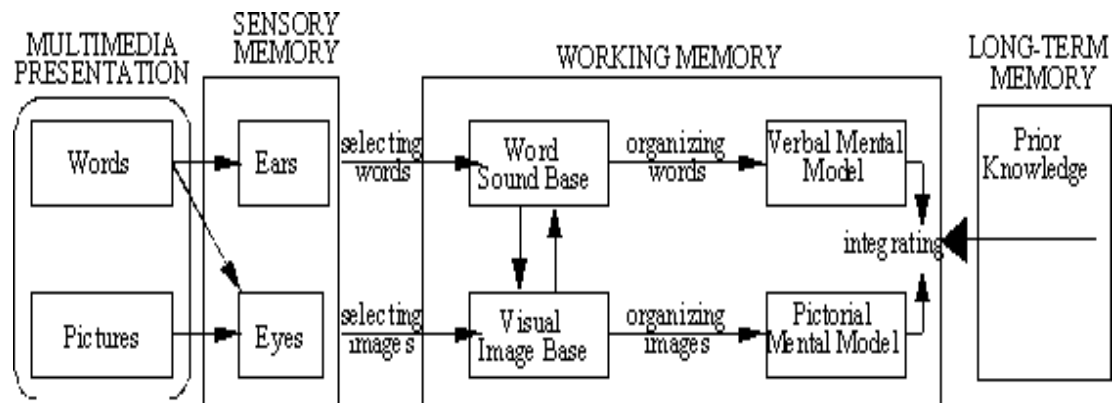 MULTIMEDIA
PRESENTATION
SENSORY
MEMORY
WORKING MEMORY
LONG-TERM
MEMORY
Words
Ears
selecting
words
Word
Sound Base
organizing
words
Verbal Mental
Model
Prior
Knowledge
integrating
Pictures
Eyes
selecting
images
Visual
Image Base
organizing
images
Pictorial
Mental Model